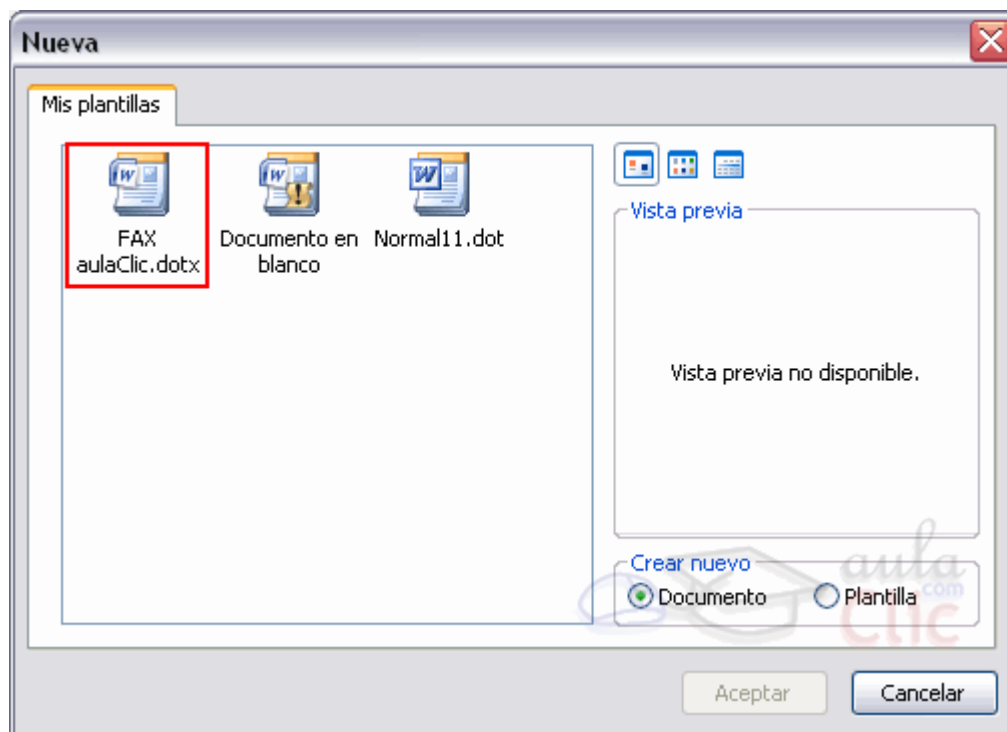 Nueva
Mis plantillas
FAX
aulaClic.dotx
Documento en
blanco
Normal11.dot
Vista previa
Vista previa no disponible.
Crear nuevo
Documento
Plantilla
aula
.com
Clic
Aceptar
Cancelar